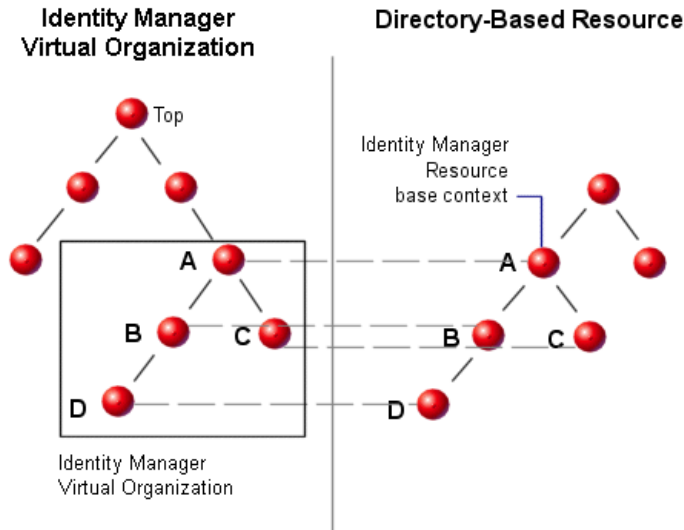 Identity Manager
Virtual Organization
Directory-Based Resource
Top
Identity Manager
Resource
base context
A
B
C
D
A
B
C
D
Identity Manager
Virtual Organization